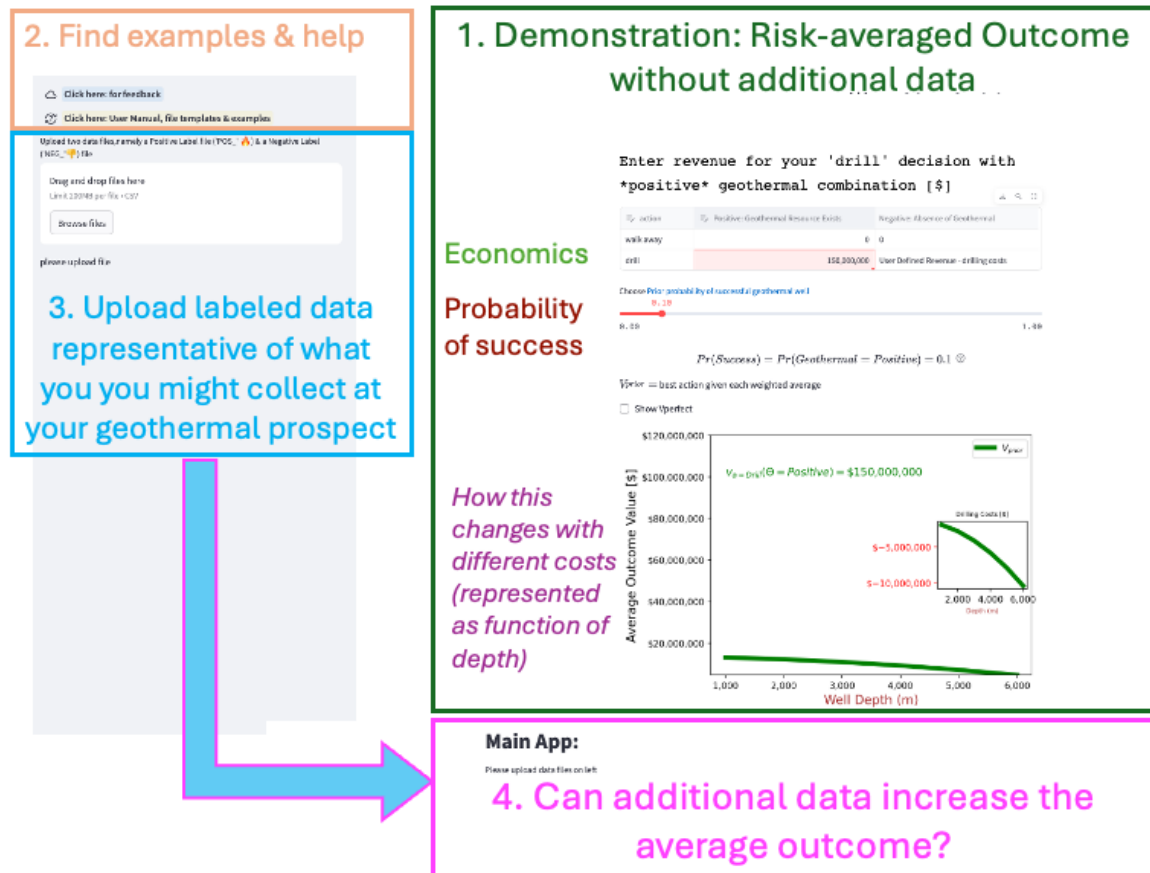 2. Find examples & help
Click here: for feedback
Click here: User Manual, file templates & examples
Upload two data files, namely a Positive Label file ('POS_' 🔥) & a Negative Label
('NEG_'👎) file
Drag and drop files here
Limit 200MB per file • CSV
Browse files
please upload file
3. Upload labeled data
representative of what
you you might collect at
your geothermal prospect
1. Demonstration: Risk-averaged Outcome
without additional data
Enter revenue for your 'drill' decision with
*positive* geothermal combination [$]
action
Positive: Geothermal Resource Exists
Negative: Absence of Geothermal
walk away
0
0
drill
150,000,000
User Defined Revenue - drilling costs
Economics
Probability
of success
Choose Prior probability of successful geothermal well
0.10
0.00
1.00
Pr(Success) = Pr(Geothermal = Positive) = 0.1
Vprior = best action given each weighted average
Show Vperfect
How this
changes with
different costs
(represented
as function of
depth)
Average Outcome Value [$]
$120,000,000
$100,000,000
$80,000,000
$60,000,000
$40,000,000
$20,000,000
Vprior
va=Drill(Θ = Positive) = $150,000,000
Drilling Costs [$]
$−5,000,000
$−10,000,000
2,000 4,000 6,000
Depth (m)
1,000 2,000 3,000 4,000 5,000 6,000
Well Depth (m)
Main App:
Please upload data files on left
4. Can additional data increase the
average outcome?